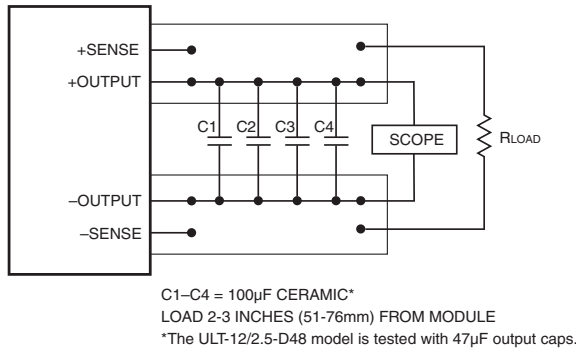 +SENSE
+OUTPUT
C1 C2 C3 C4
SCOPE
RLOAD
–OUTPUT
–SENSE
C1–C4 = 100µF CERAMIC*
LOAD 2-3 INCHES (51-76mm) FROM MODULE
*The ULT-12/2.5-D48 model is tested with 47µF output caps.